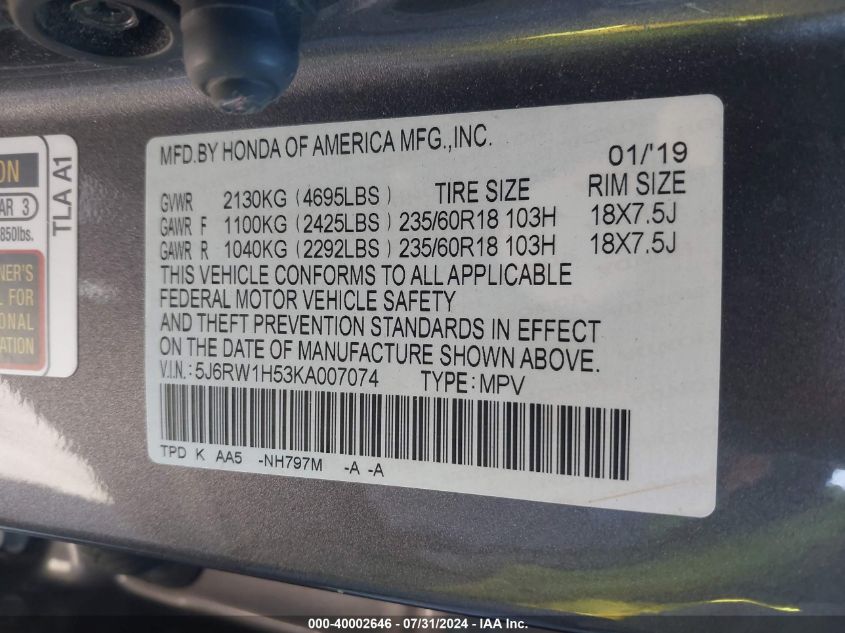 MFD.BY HONDA OF AMERICA MFG.,INC. 01/'19
GVWR 2130KG (4695LBS) TIRE SIZE RIM SIZE
GAWR F 1100KG (2425LBS) 235/60R18 103H 18X7.5J
GAWR R 1040KG (2292LBS) 235/60R18 103H 18X7.5J
THIS VEHICLE CONFORMS TO ALL APPLICABLE
FEDERAL MOTOR VEHICLE SAFETY
AND THEFT PREVENTION STANDARDS IN EFFECT
ON THE DATE OF MANUFACTURE SHOWN ABOVE.
V.I.N.: 5J6RW1H53KA007074 TYPE: MPV
TPD K AA5 -NH797M -A -A
TLA A1
850lbs.
000-40002646 | 07/31/2024 - IAA Inc.